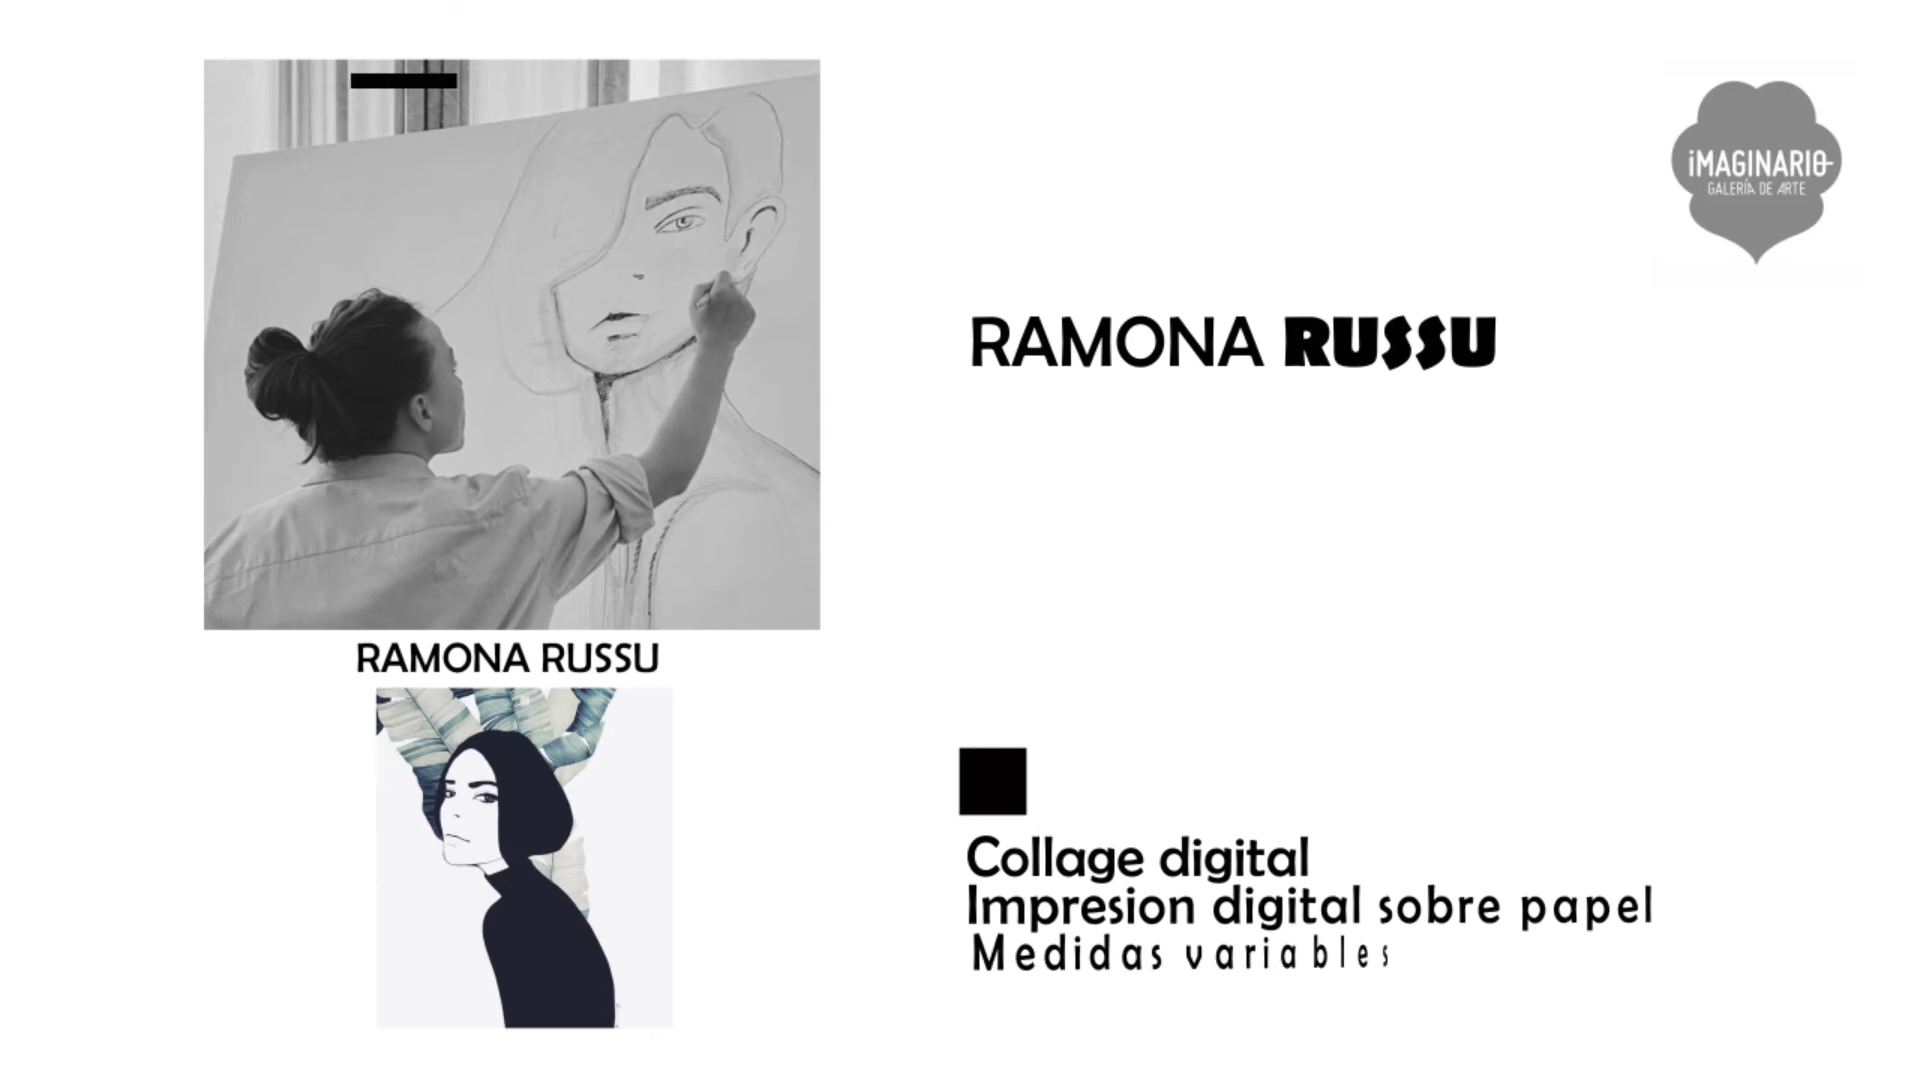 iMAGINARIO
GALERÍA DE ARTE
RAMONA RUSSU
RAMONA RUSSU
Collage digital
Impresion digital sobre papel
Medidas variables